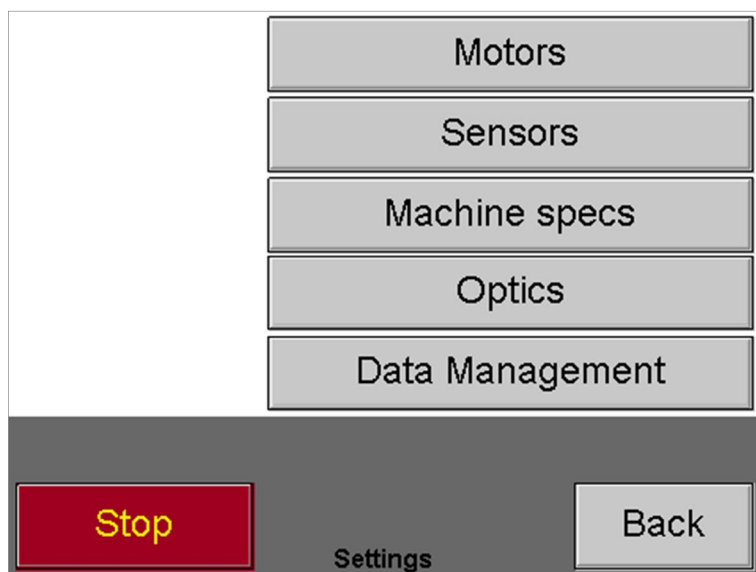 Motors
Sensors
Machine specs
Optics
Data Management
Stop
Settings
Back